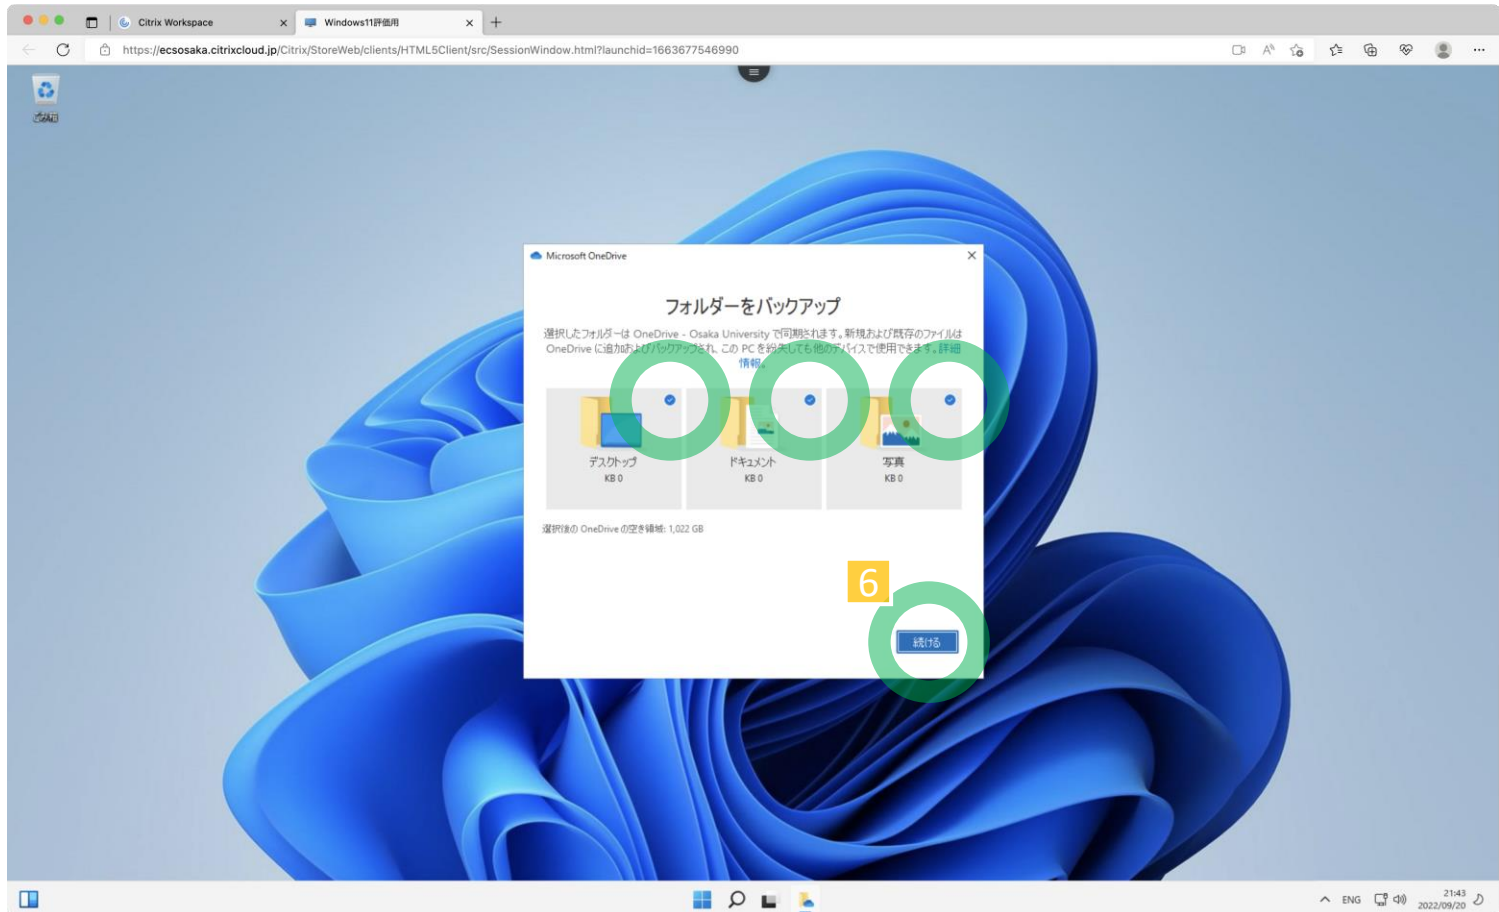 Citrix Workspace
Windows11評価用
https://ecsosaka.citrixcloud.jp/Citrix/StoreWeb/clients/HTML5Client/src/SessionWindow.html?launchid=1663677546990
ごみ箱
Microsoft OneDrive
フォルダーをバックアップ
選択したフォルダーは OneDrive - Osaka University で同期されます。新規および既存のファイルは
OneDrive に追加およびバックアップされ、この PC を紛失しても他のデバイスで使用できます。詳細
情報。
デスクトップ
KB 0
ドキュメント
KB 0
写真
KB 0
選択後の OneDrive の空き領域: 1,022 GB
6
続ける
ENG
21:43
2022/09/20